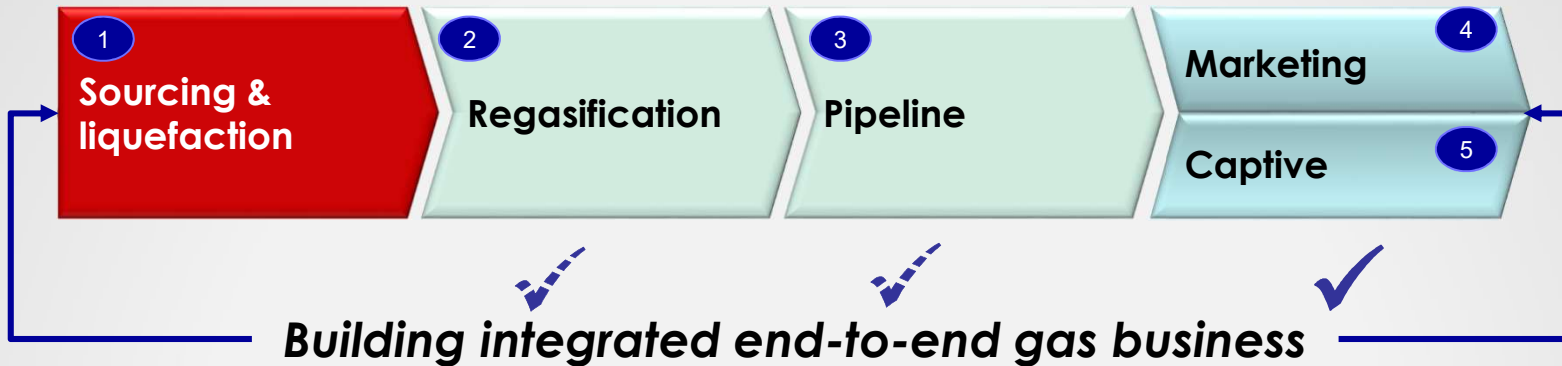 1
Sourcing &
liquefaction
2
Regasification
3
Pipeline
4
Marketing
5
Captive
Building integrated end-to-end gas business